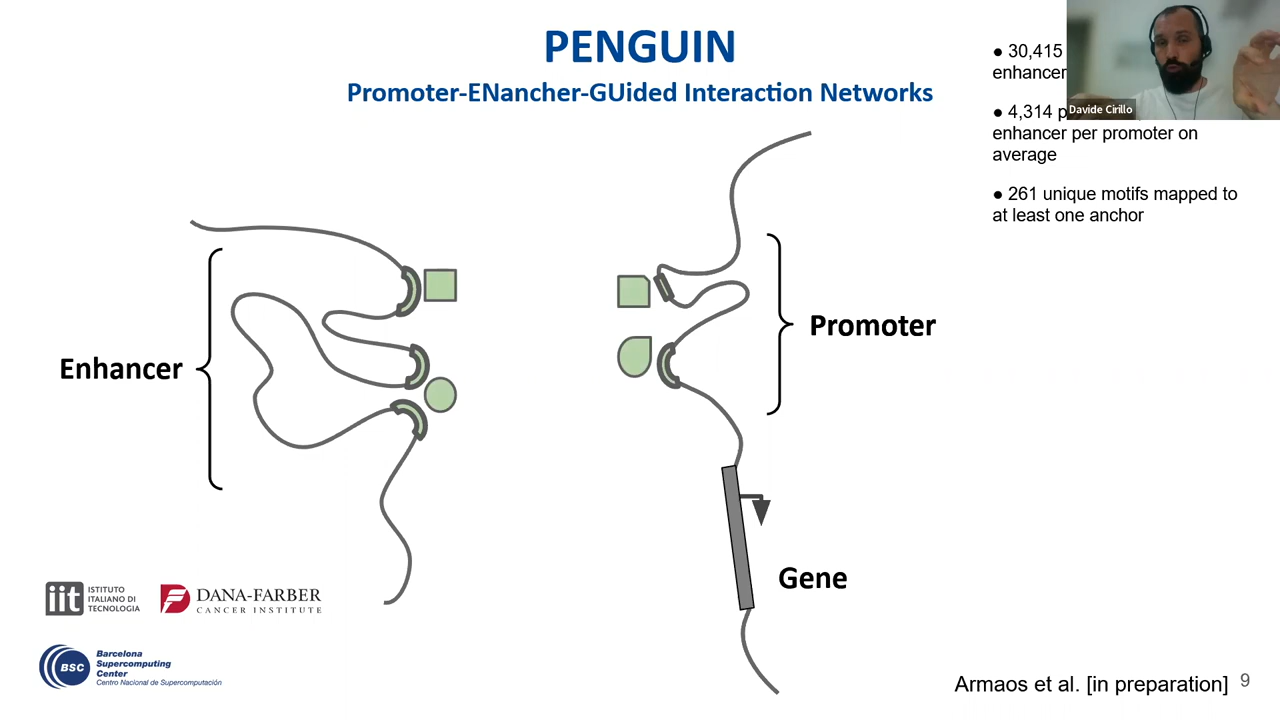 PENGUIN
Promoter-ENancher-GUided Interaction Networks
● 30,415
enhancer
● 4,314
enhancer per promoter on
average
● 261 unique motifs mapped to
at least one anchor
Davide Cirillo
Enhancer
Promoter
Gene
iit
ISTITUTO
ITALIANO DI
TECNOLOGIA
DANA-FARBER
CANCER INSTITUTE
BSC
Barcelona
Supercomputing
Center
Centro Nacional de Supercomputación
Armaos et al. [in preparation]
9